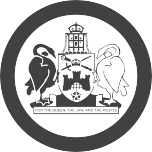 FOR THE QUEEN, THE LAW, AND THE PEOPLE